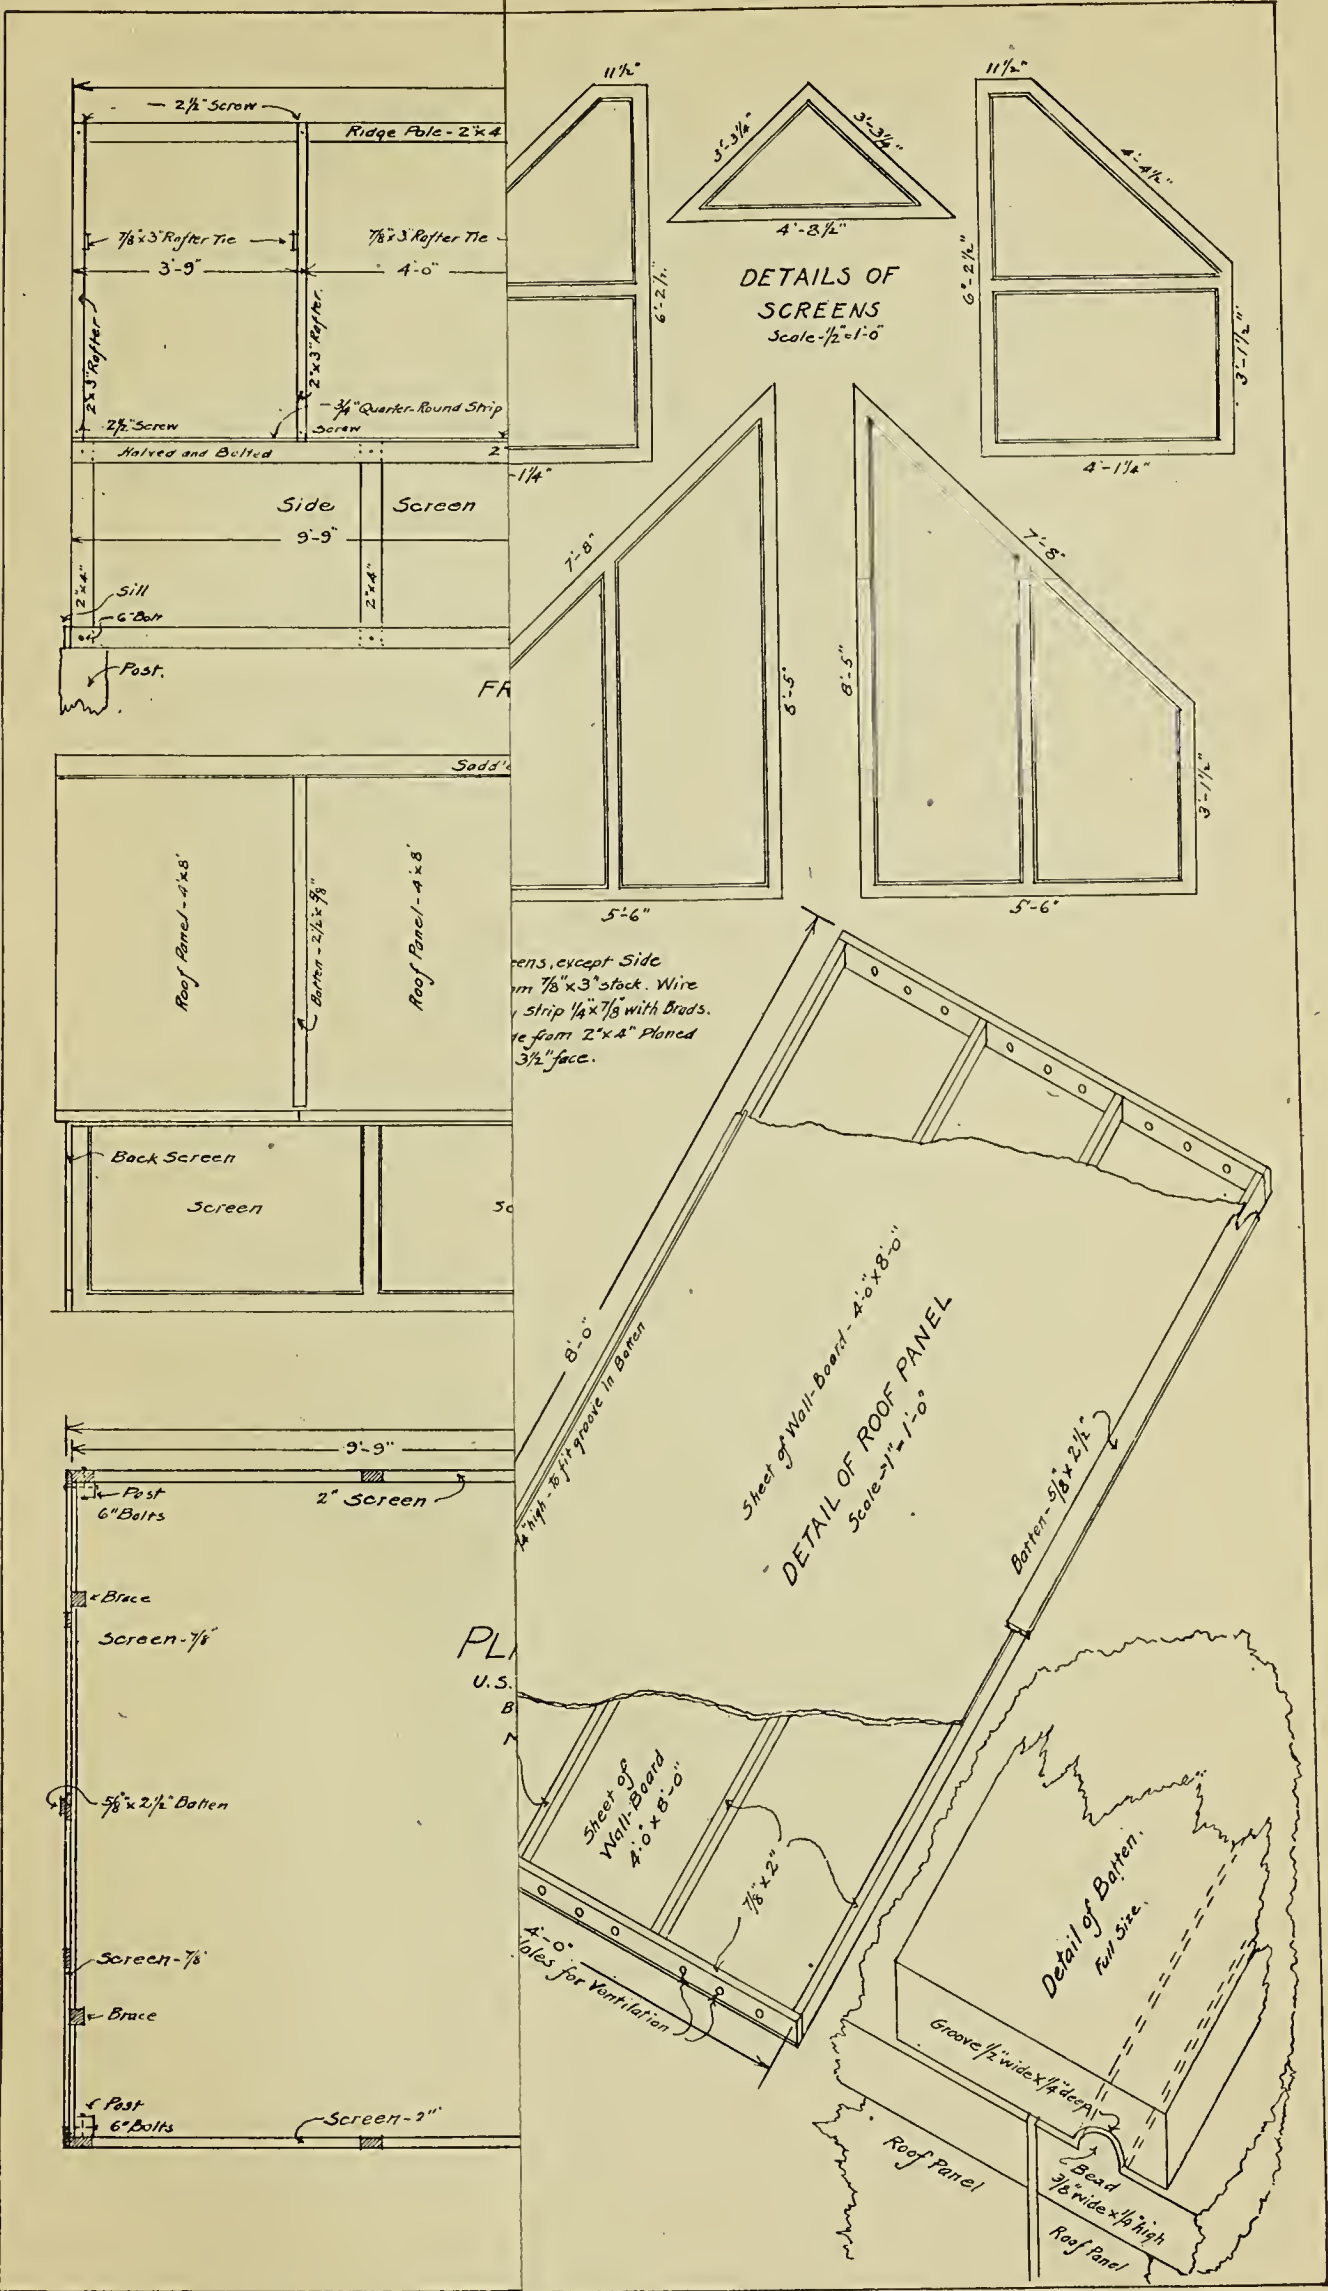 2½" Screw
Ridge Pole - 2"x4
⅞"x3" Rafter Tie
⅞"x3" Rafter Tie
3'-9"
4'-0"
2"x3" Rafter
2"x3" Rafter.
¾" Quarter-Round Strip
2½" Screw
Screw
Halved and Bolted
2"
Side Screen
9'-9"
2"x4"
2"x4"
Sill
6" Bolt
Post.
FR
Sadd'e
Roof Panel - 4'x8'
Batten - 2½"x⅝"
Roof Panel - 4'x8'
Back Screen
Screen
Sc
9'-9"
Post
6" Bolts
2" Screen
Brace
Screen - ⅞"
PL
U.S.
B
⅝"x2½" Batten
Screen - ⅞"
Brace
Post
6" Bolts
Screen - 2"
11½"
6'-2½"
-1¼"
3'-3¼"
3'-3¼"
4'-8½"
DETAILS OF
SCREENS
Scale - ½"=1'-0"
11½"
4'-4½"
6'-2½"
3'-1½"
4'-1¼"
7'-8"
8'-5"
5'-6"
7'-8"
8'-5"
3'-1½"
5'-6"
eens, except Side
om ⅞"x3" stock. Wire
strip ¼"x⅞" with Brads.
de from 2"x4" Planed
3½" face.
8'-0"
¼" high - to fit groove in Batten
Sheet of Wall-Board - 4'-0"x8'-0"
DETAIL OF ROOF PANEL
Scale - 1" = 1'-0"
Batten - ⅝" x 2½"
Sheet of
Wall-Board
4'-0" x 8'-0"
⅞" x 2"
4'-0"
Holes for Ventilation
Detail of Batten.
Full Size.
Groove ½" wide x ¼" deep
Roof Panel
Bead
⅜" wide x ¼" high
Roof Panel